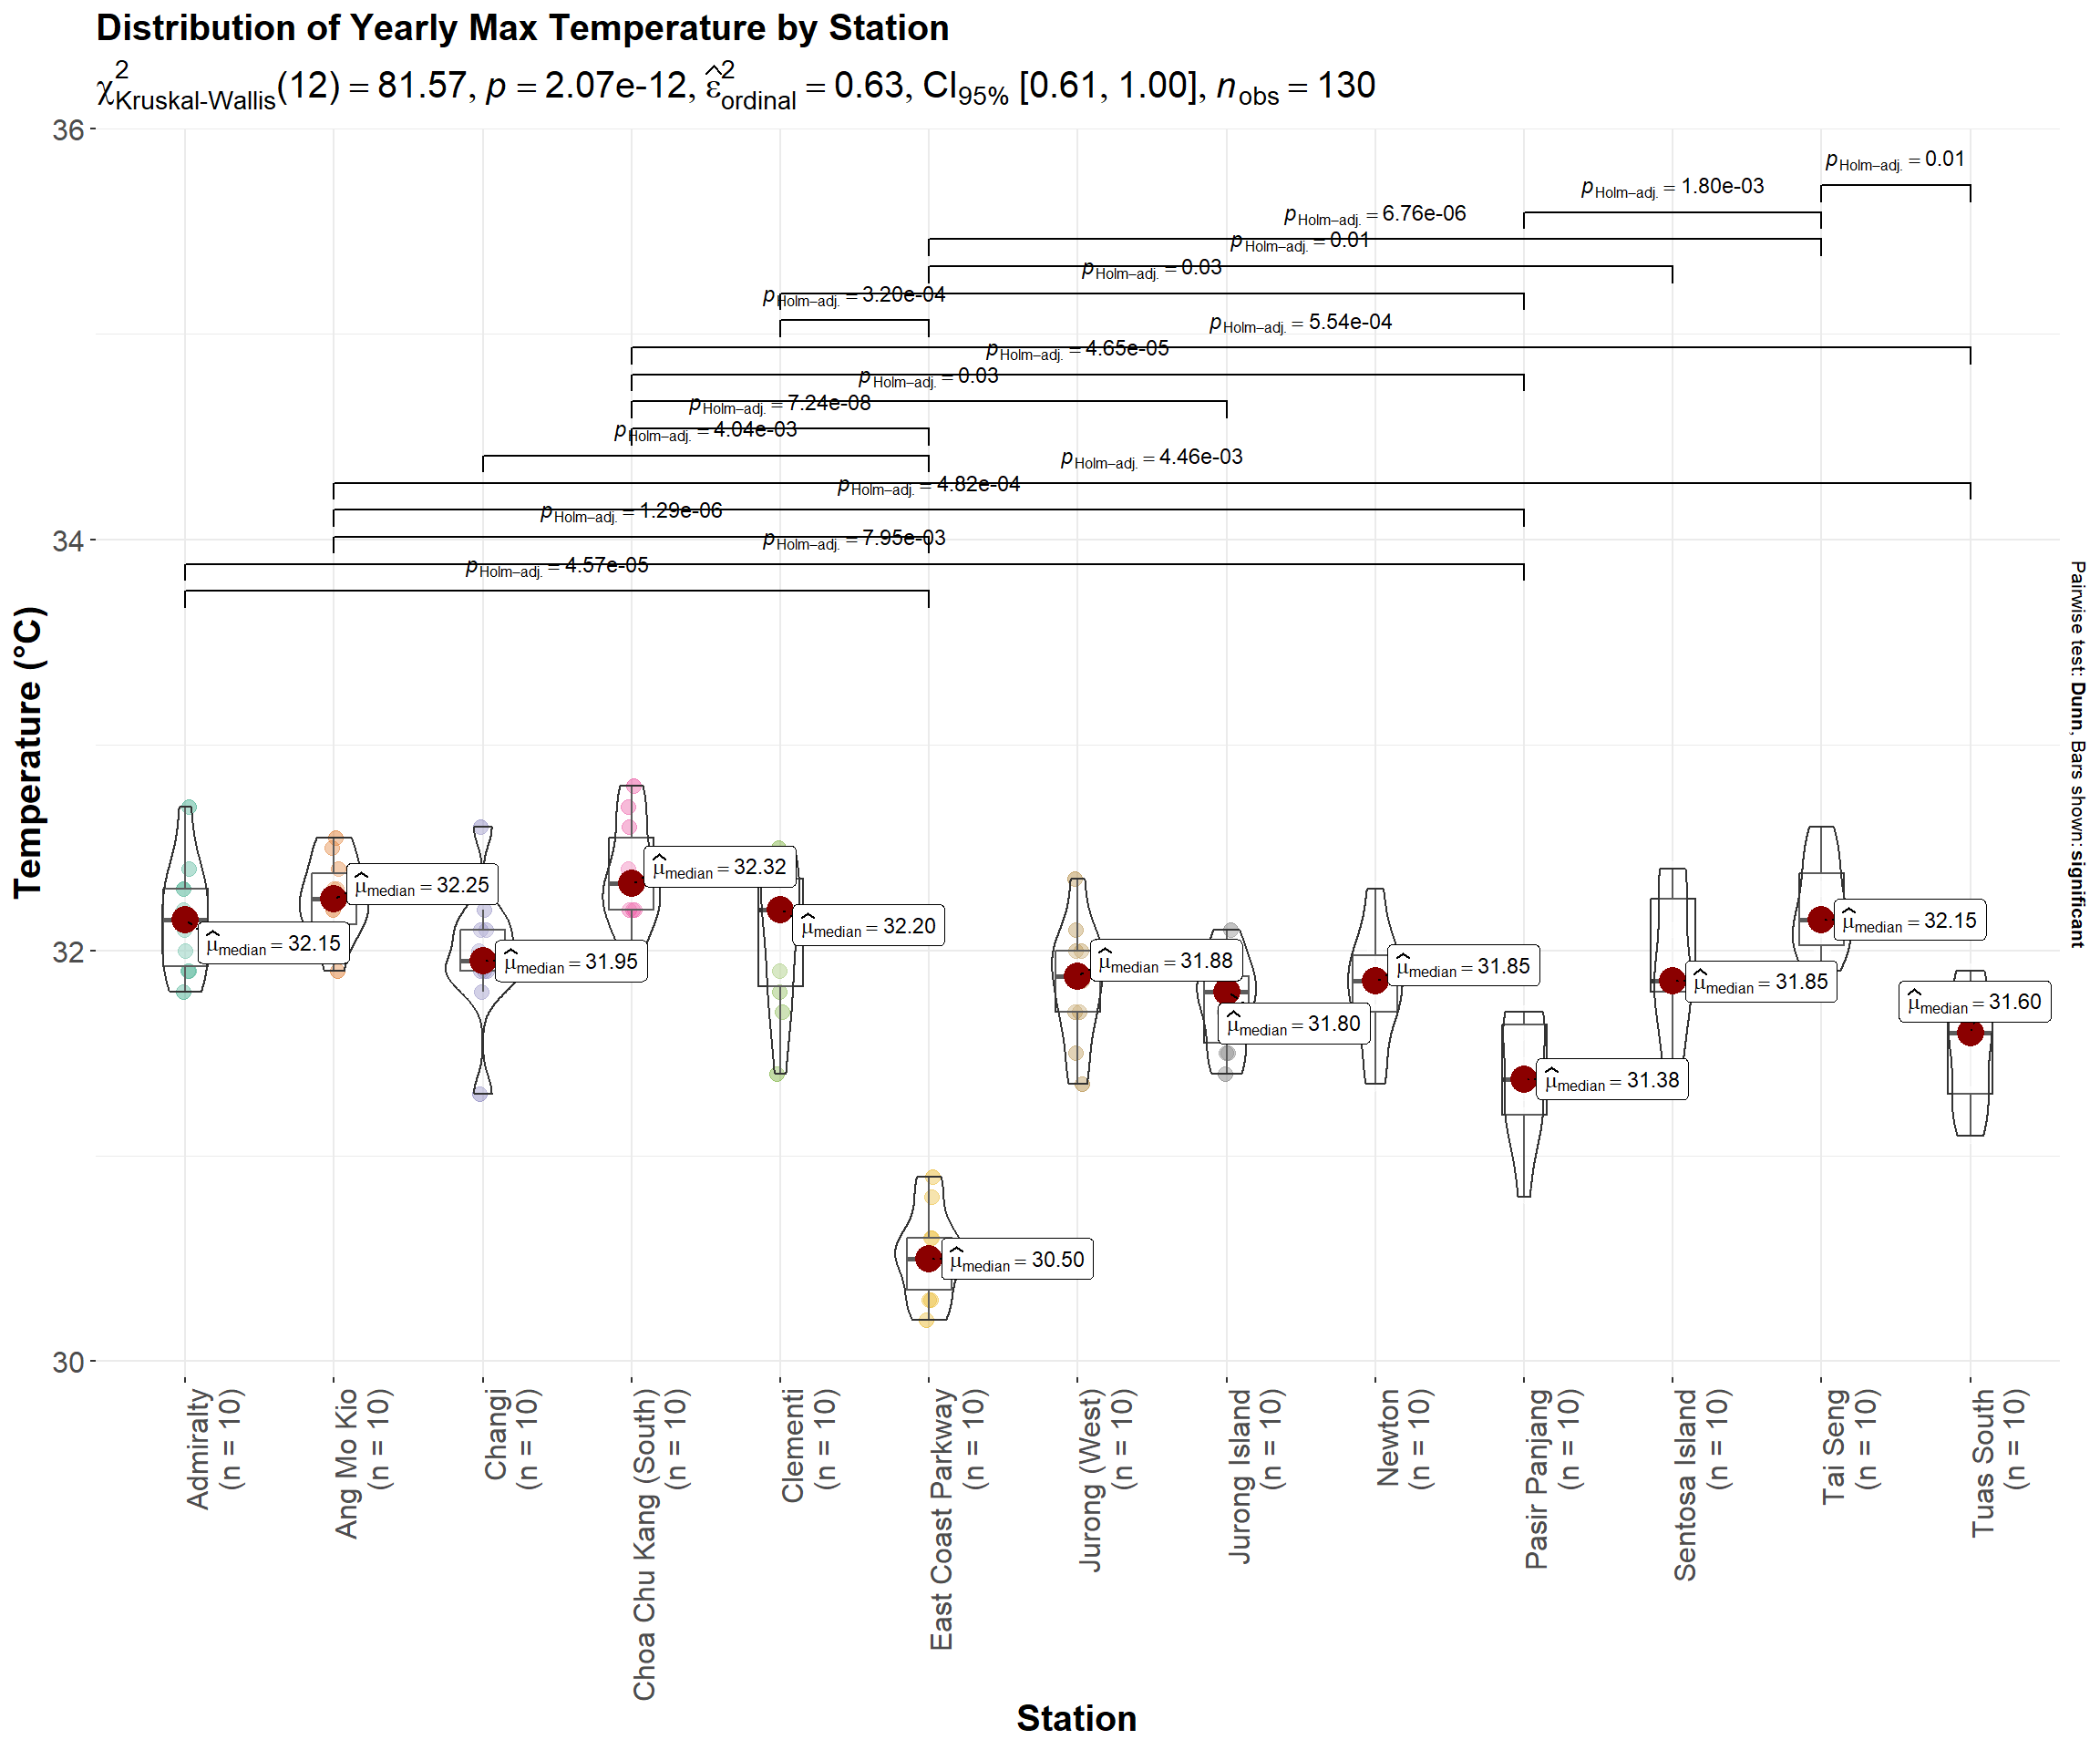 Distribution of Yearly Max Temperature by Station
χ²Kruskal-Wallis(12) = 81.57, p = 2.07e-12, ε̂²ordinal = 0.63, CI95% [0.61, 1.00], nobs = 130
36
34
32
30
Temperature (°C)
pHolm–adj. = 0.01
pHolm–adj. = 1.80e-03
pHolm–adj. = 6.76e-06
pHolm–adj. = 0.01
pHolm–adj. = 0.03
pHolm–adj. = 3.20e-04
pHolm–adj. = 5.54e-04
pHolm–adj. = 4.65e-05
pHolm–adj. = 0.03
pHolm–adj. = 7.24e-08
pHolm–adj. = 4.04e-03
pHolm–adj. = 4.46e-03
pHolm–adj. = 4.82e-04
pHolm–adj. = 1.29e-06
pHolm–adj. = 7.95e-03
pHolm–adj. = 4.57e-05
μ̂median = 32.15
μ̂median = 32.25
μ̂median = 31.95
μ̂median = 32.32
μ̂median = 32.20
μ̂median = 30.50
μ̂median = 31.88
μ̂median = 31.80
μ̂median = 31.85
μ̂median = 31.38
μ̂median = 31.85
μ̂median = 32.15
μ̂median = 31.60
Pairwise test: Dunn, Bars shown: significant
Admiralty
(n = 10)
Ang Mo Kio
(n = 10)
Changi
(n = 10)
Choa Chu Kang (South)
(n = 10)
Clementi
(n = 10)
East Coast Parkway
(n = 10)
Jurong (West)
(n = 10)
Jurong Island
(n = 10)
Newton
(n = 10)
Pasir Panjang
(n = 10)
Sentosa Island
(n = 10)
Tai Seng
(n = 10)
Tuas South
(n = 10)
Station